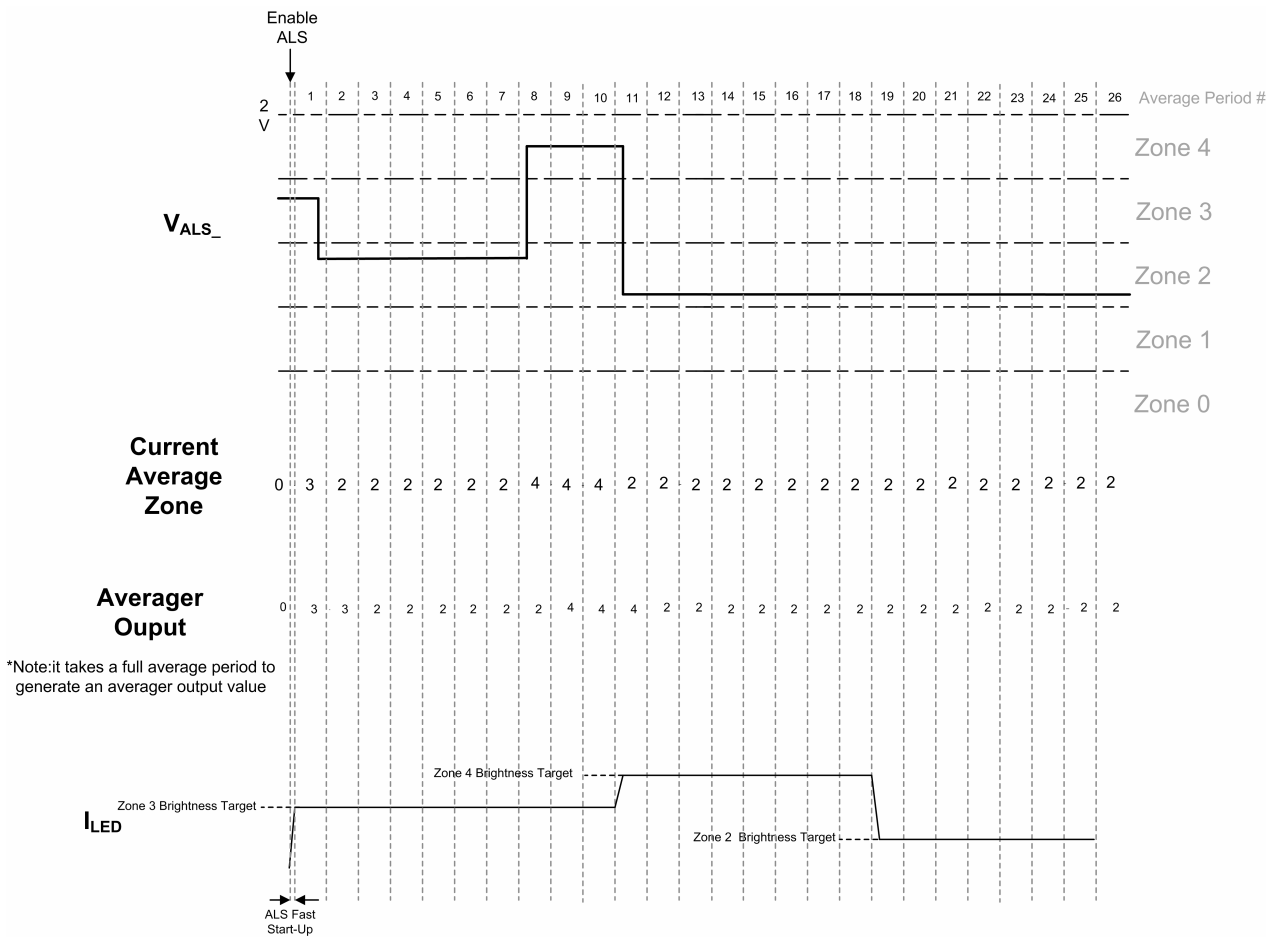 Enable
ALS
1 2 3 4 5 6 7 8 9 10 11 12 13 14 15 16 17 18 19 20 21 22 23 24 25 26 Average Period #
2
V
Zone 4
Zone 3
VALS_
Zone 2
Zone 1
Zone 0
Current
Average
Zone
0 3 2 2 2 2 2 2 4 4 4 2 2 2 2 2 2 2 2 2 2 2 2 2 2 2 2
Averager
Ouput
0 3 3 2 2 2 2 2 2 4 4 4 2 2 2 2 2 2 2 2 2 2 2 2 2 2 2
*Note:it takes a full average period to
generate an averager output value
Zone 4 Brightness Target
Zone 3 Brightness Target
ILED
Zone 2 Brightness Target
ALS Fast
Start-Up